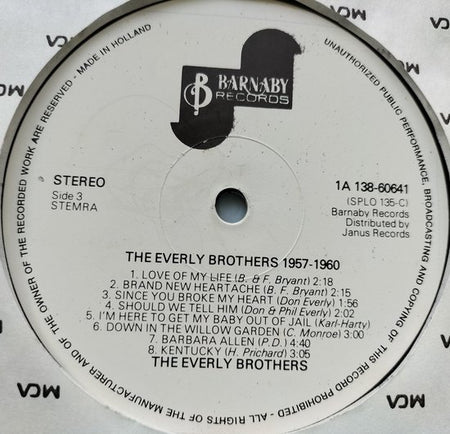 BARNABY
RECORDS
STEREO
Side 3
STEMRA
1A 138-60641
(SPLO 135-C)
Barnaby Records
Distributed by
Janus Records
THE EVERLY BROTHERS 1957-1960
1. LOVE OF MY LIFE (B. & F. Bryant) 2:18
2. BRAND NEW HEARTACHE (B. F. Bryant) 2:15
3. SINCE YOU BROKE MY HEART (Don Everly) 1:56
4. SHOULD WE TELL HIM (Don & Phil Everly) 2:02
5. I'M HERE TO GET MY BABY OUT OF JAIL (Karl-Harty)
6. DOWN IN THE WILLOW GARDEN (C. Monroe) 3:00
7. BARBARA ALLEN (P.D.) 4:40
8. KENTUCKY (H. Prichard) 3:05
THE EVERLY BROTHERS
UNAUTHORIZED PUBLIC PERFORMANCE, BROADCASTING AND COPYING OF THIS RECORD PROHIBITED - ALL RIGHTS OF THE MANUFACTURER AND OF THE OWNER OF THE RECORDED WORK ARE RESERVED - MADE IN HOLLAND
MCA
MCA
MCA
MCA
MCA
MCA